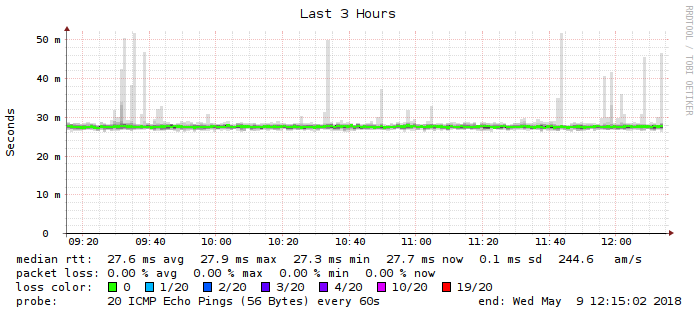 Last 3 Hours
RRDTOOL / TOBI OETIKER
Seconds
50 m
40 m
30 m
20 m
10 m
0
09:20 09:40 10:00 10:20 10:40 11:00 11:20 11:40 12:00
median rtt: 27.6 ms avg 27.9 ms max 27.3 ms min 27.7 ms now 0.1 ms sd 244.6 am/s
packet loss: 0.00 % avg 0.00 % max 0.00 % min 0.00 % now
loss color: 0 1/20 2/20 3/20 4/20 10/20 19/20
probe: 20 ICMP Echo Pings (56 Bytes) every 60s end: Wed May 9 12:15:02 2018